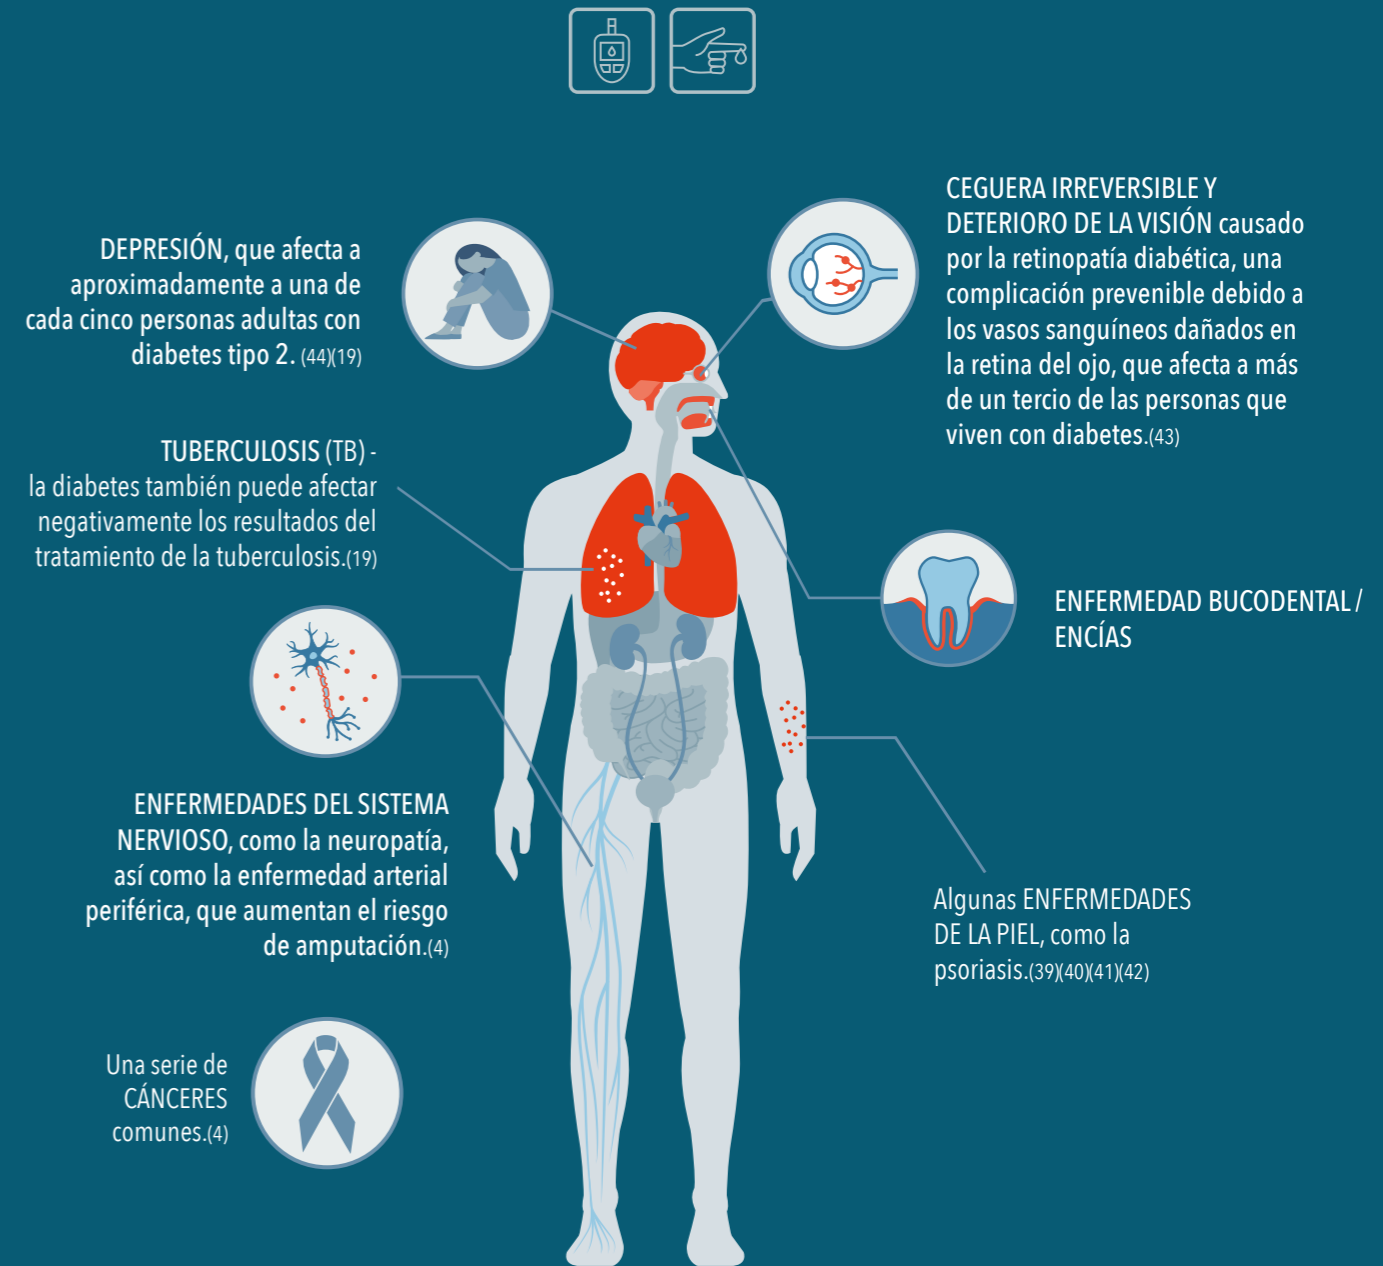 DEPRESIÓN, que afecta a
aproximadamente a una de
cada cinco personas adultas con
diabetes tipo 2. (44)(19)
TUBERCULOSIS (TB) -
la diabetes también puede afectar
negativamente los resultados del
tratamiento de la tuberculosis.(19)
ENFERMEDADES DEL SISTEMA
NERVIOSO, como la neuropatía,
así como la enfermedad arterial
periférica, que aumentan el riesgo
de amputación.(4)
Una serie de
CÁNCERES
comunes.(4)
CEGUERA IRREVERSIBLE Y
DETERIORO DE LA VISIÓN causado
por la retinopatía diabética, una
complicación prevenible debido a
los vasos sanguíneos dañados en
la retina del ojo, que afecta a más
de un tercio de las personas que
viven con diabetes.(43)
ENFERMEDAD BUCODENTAL /
ENCÍAS
Algunas ENFERMEDADES
DE LA PIEL, como la
psoriasis.(39)(40)(41)(42)